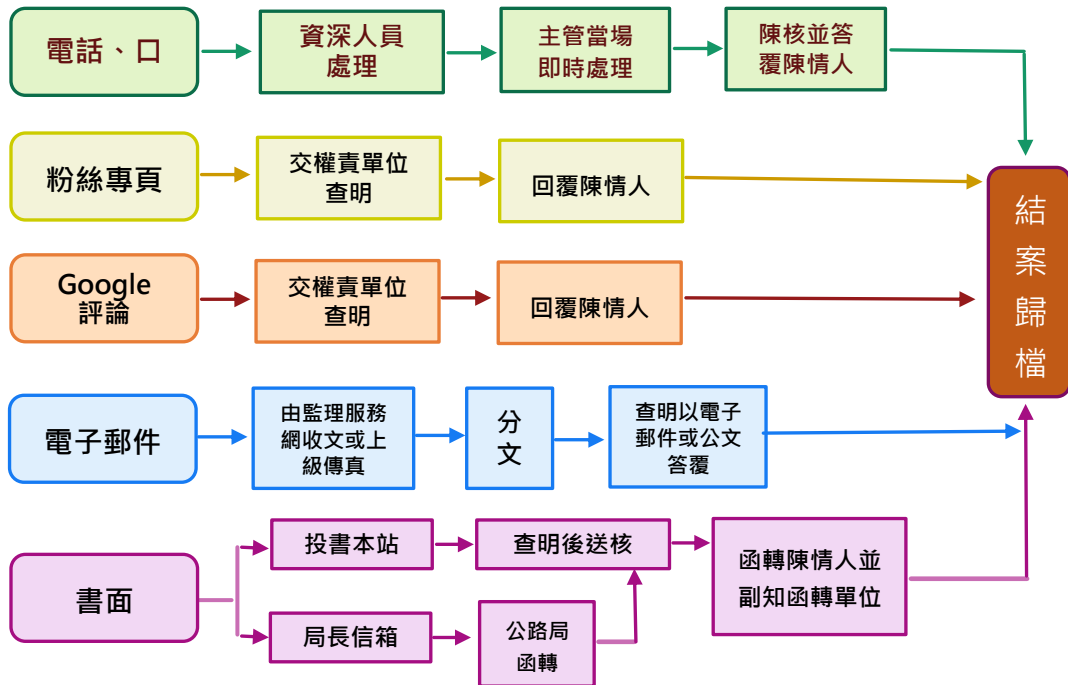 電話、口
資深人員
處理
主管當場
即時處理
陳核並答
覆陳情人
粉絲專頁
交權責單位
查明
回覆陳情人
Google
評論
交權責單位
查明
回覆陳情人
電子郵件
由監理服務
網收文或上
級傳真
分
文
查明以電子
郵件或公文
答覆
書面
投書本站
查明後送核
局長信箱
公路局
函轉
函轉陳情人並
副知函轉單位
結
案
歸
檔